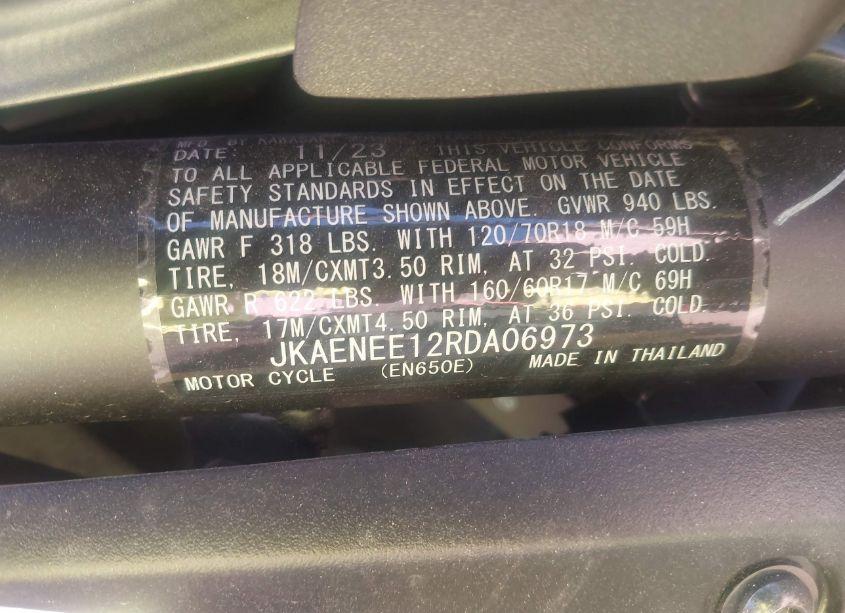 MFD. BY KAWASAKI
DATE 11/23 THIS VEHICLE CONFORMS
TO ALL APPLICABLE FEDERAL MOTOR VEHICLE
SAFETY STANDARDS IN EFFECT ON THE DATE
OF MANUFACTURE SHOWN ABOVE. GVWR 940 LBS.
GAWR F 318 LBS. WITH 120/70R18 M/C 59H
TIRE, 18M/CXMT3.50 RIM, AT 32 PSI. COLD.
GAWR R 622 LBS. WITH 160/60R17 M/C 69H
TIRE, 17M/CXMT4.50 RIM, AT 36 PSI. COLD.
JKAENEE12RDA06973
MOTOR CYCLE (EN650E) MADE IN THAILAND